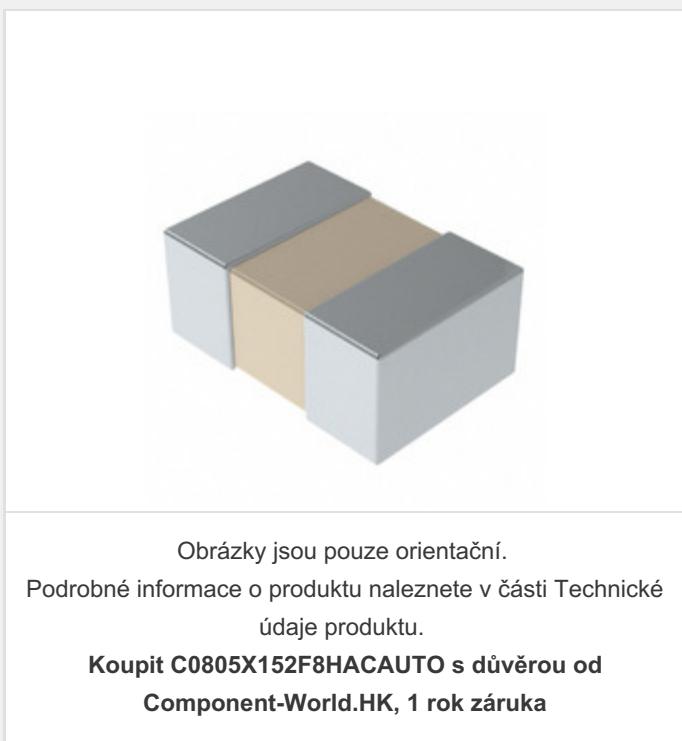 Obrázky jsou pouze orientační.
Podrobné informace o produktu naleznete v části Technické
údaje produktu.
Koupit C0805X152F8HACAUTO s důvěrou od
Component-World.HK, 1 rok záruka